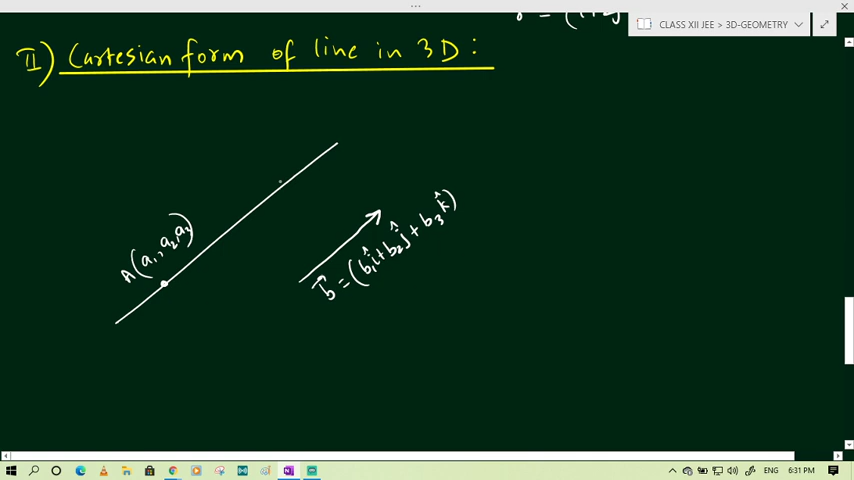 CLASS XII JEE > 3D-GEOMETRY
II) Cartesian form of line in 3D :
A(a₁, a₂, a₃)
b⃗ = (b₁î + b₂ĵ + b₃k̂)
ENG 6:31 PM